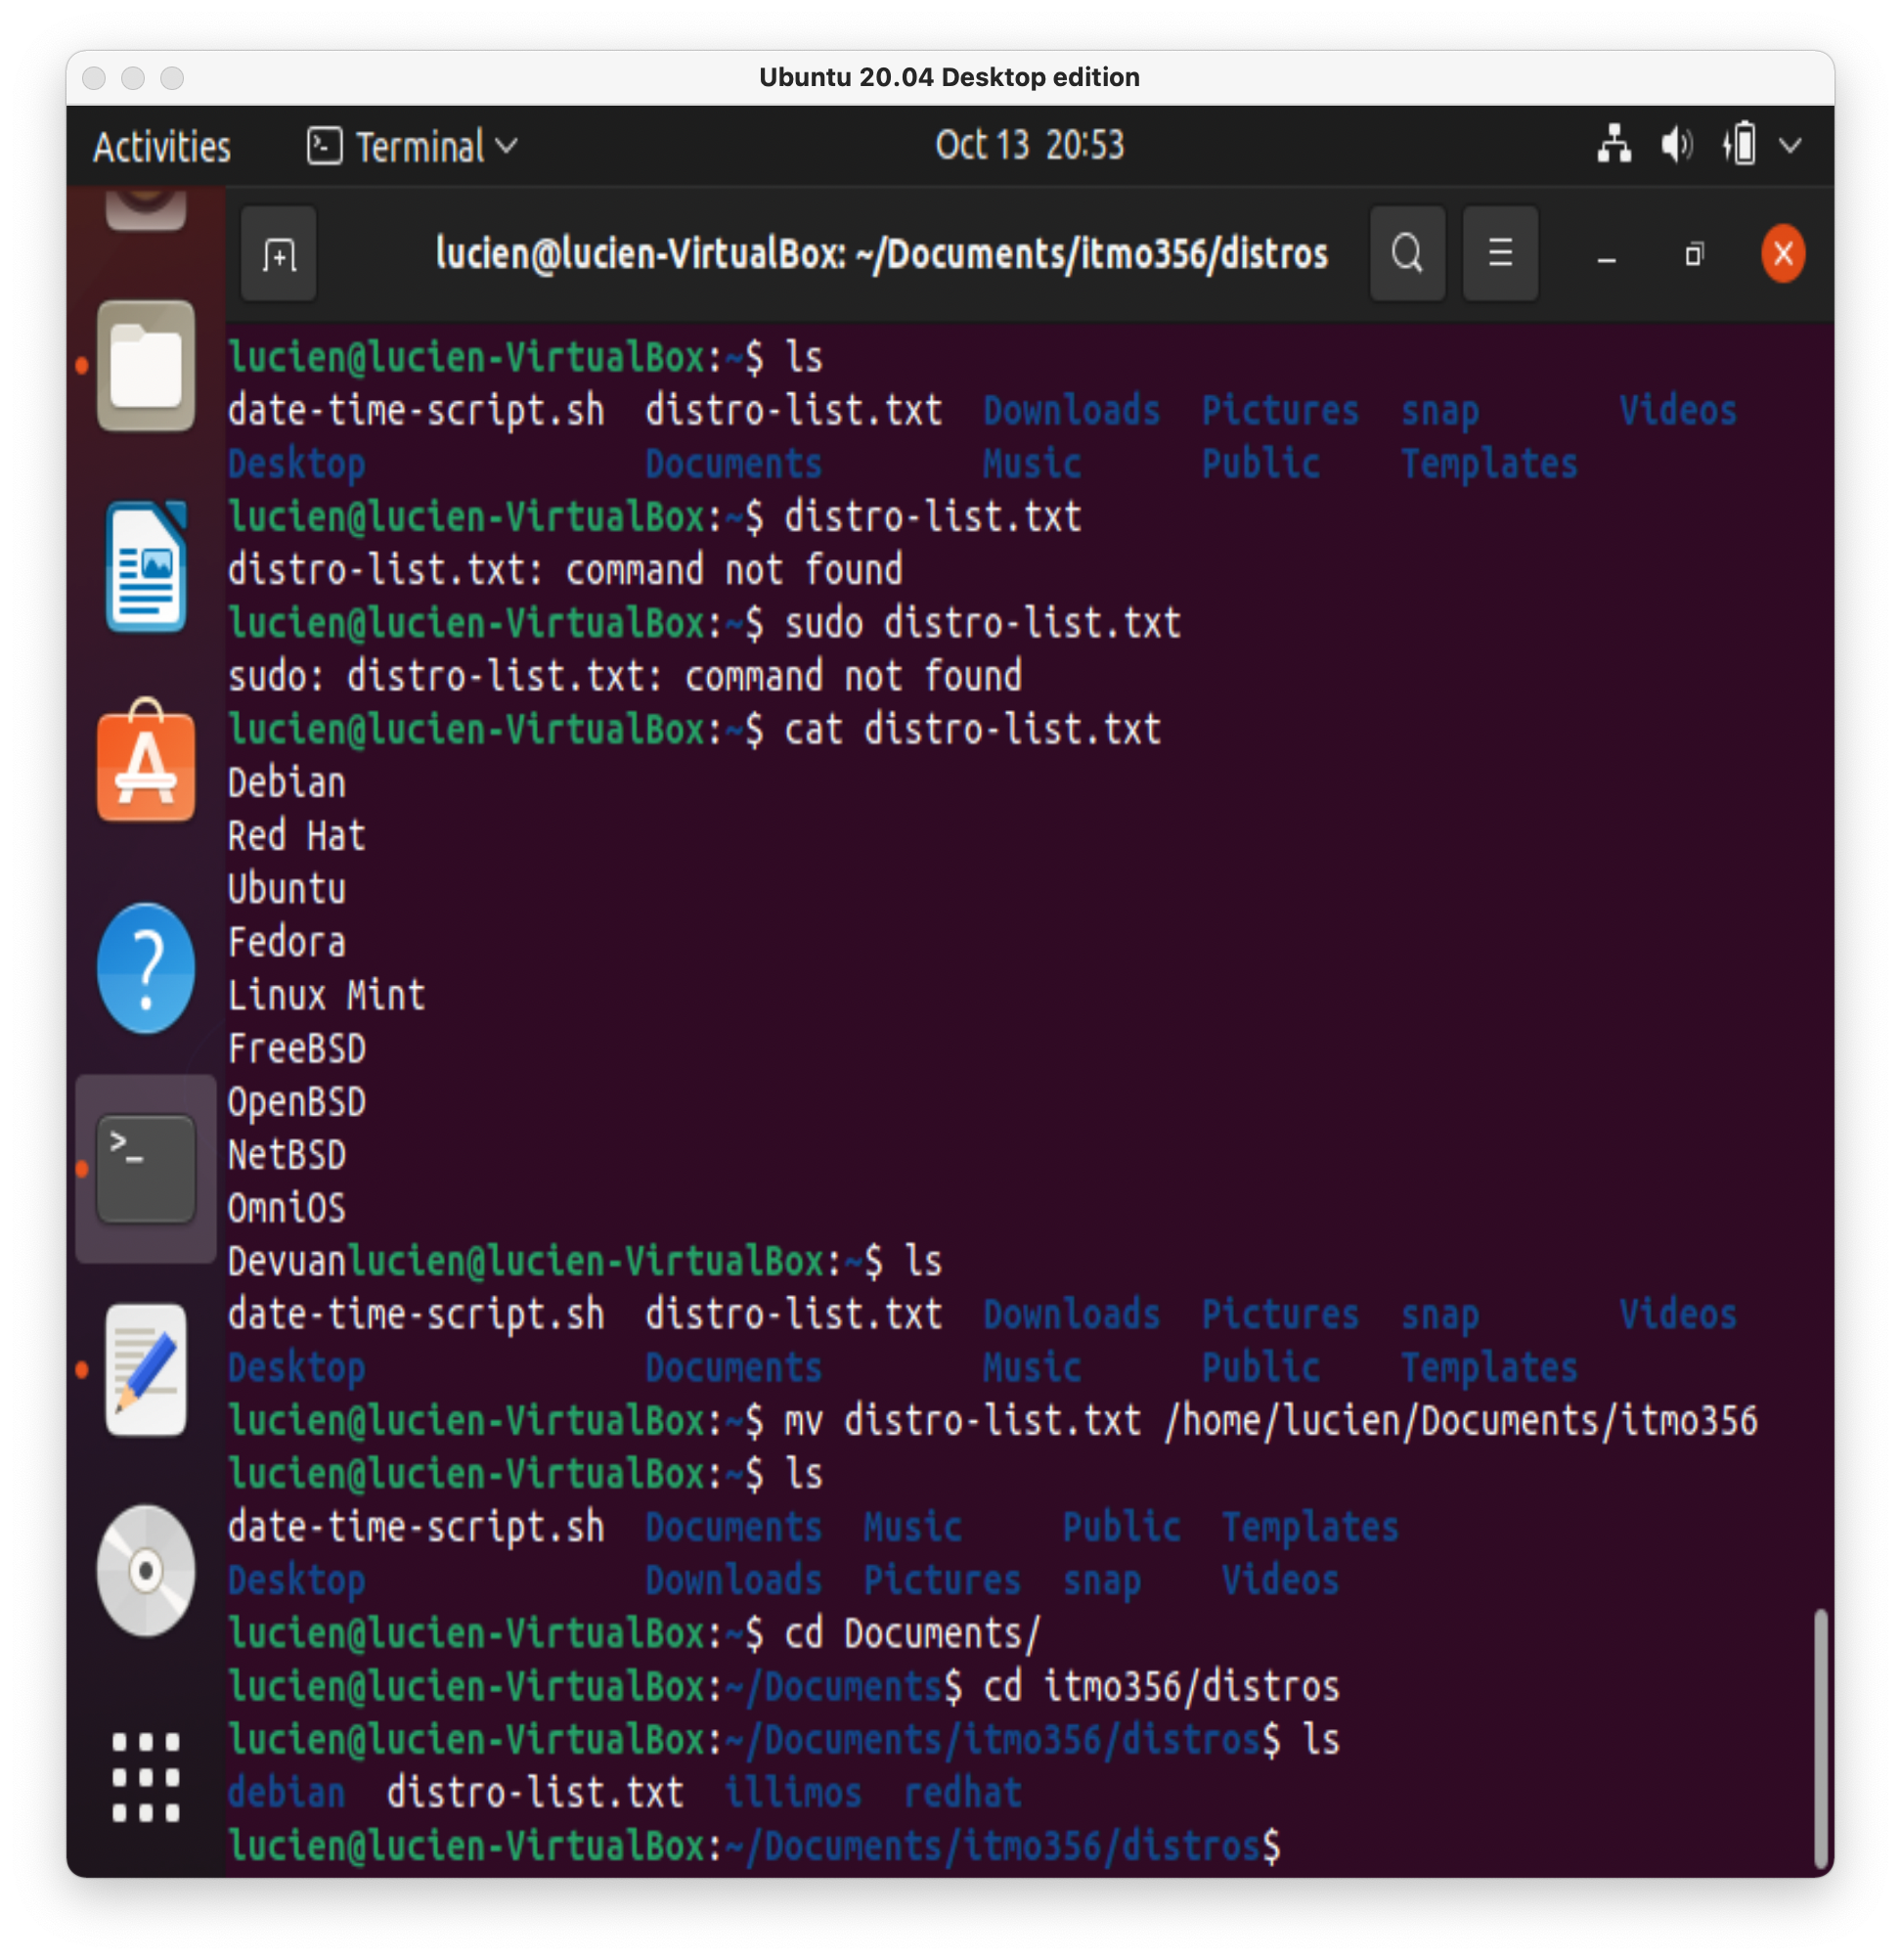 Ubuntu 20.04 Desktop edition
Activities Terminal Oct 13 20:53
lucien@lucien-VirtualBox: ~/Documents/itmo356/distros
lucien@lucien-VirtualBox:~$ ls
date-time-script.sh distro-list.txt Downloads Pictures snap Videos
Desktop Documents Music Public Templates
lucien@lucien-VirtualBox:~$ distro-list.txt
distro-list.txt: command not found
lucien@lucien-VirtualBox:~$ sudo distro-list.txt
sudo: distro-list.txt: command not found
lucien@lucien-VirtualBox:~$ cat distro-list.txt
Debian
Red Hat
Ubuntu
Fedora
Linux Mint
FreeBSD
OpenBSD
NetBSD
OmniOS
Devuanlucien@lucien-VirtualBox:~$ ls
date-time-script.sh distro-list.txt Downloads Pictures snap Videos
Desktop Documents Music Public Templates
lucien@lucien-VirtualBox:~$ mv distro-list.txt /home/lucien/Documents/itmo356
lucien@lucien-VirtualBox:~$ ls
date-time-script.sh Documents Music Public Templates
Desktop Downloads Pictures snap Videos
lucien@lucien-VirtualBox:~$ cd Documents/
lucien@lucien-VirtualBox:~/Documents$ cd itmo356/distros
lucien@lucien-VirtualBox:~/Documents/itmo356/distros$ ls
debian distro-list.txt illimos redhat
lucien@lucien-VirtualBox:~/Documents/itmo356/distros$